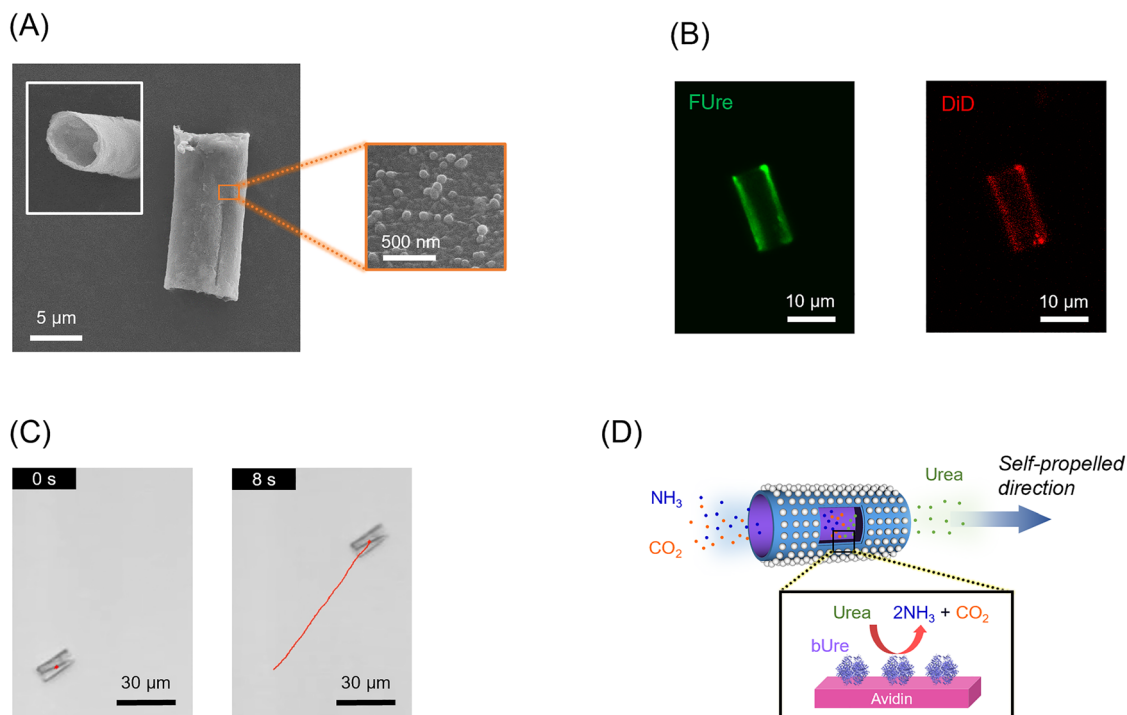 (A)
500 nm
5 μm
(B)
FUre
DiD
10 μm
10 μm
(C)
0 s
8 s
30 μm
30 μm
(D)
NH₃
CO₂
Urea
Self-propelled
direction
Urea
2NH₃ + CO₂
bUre
Avidin